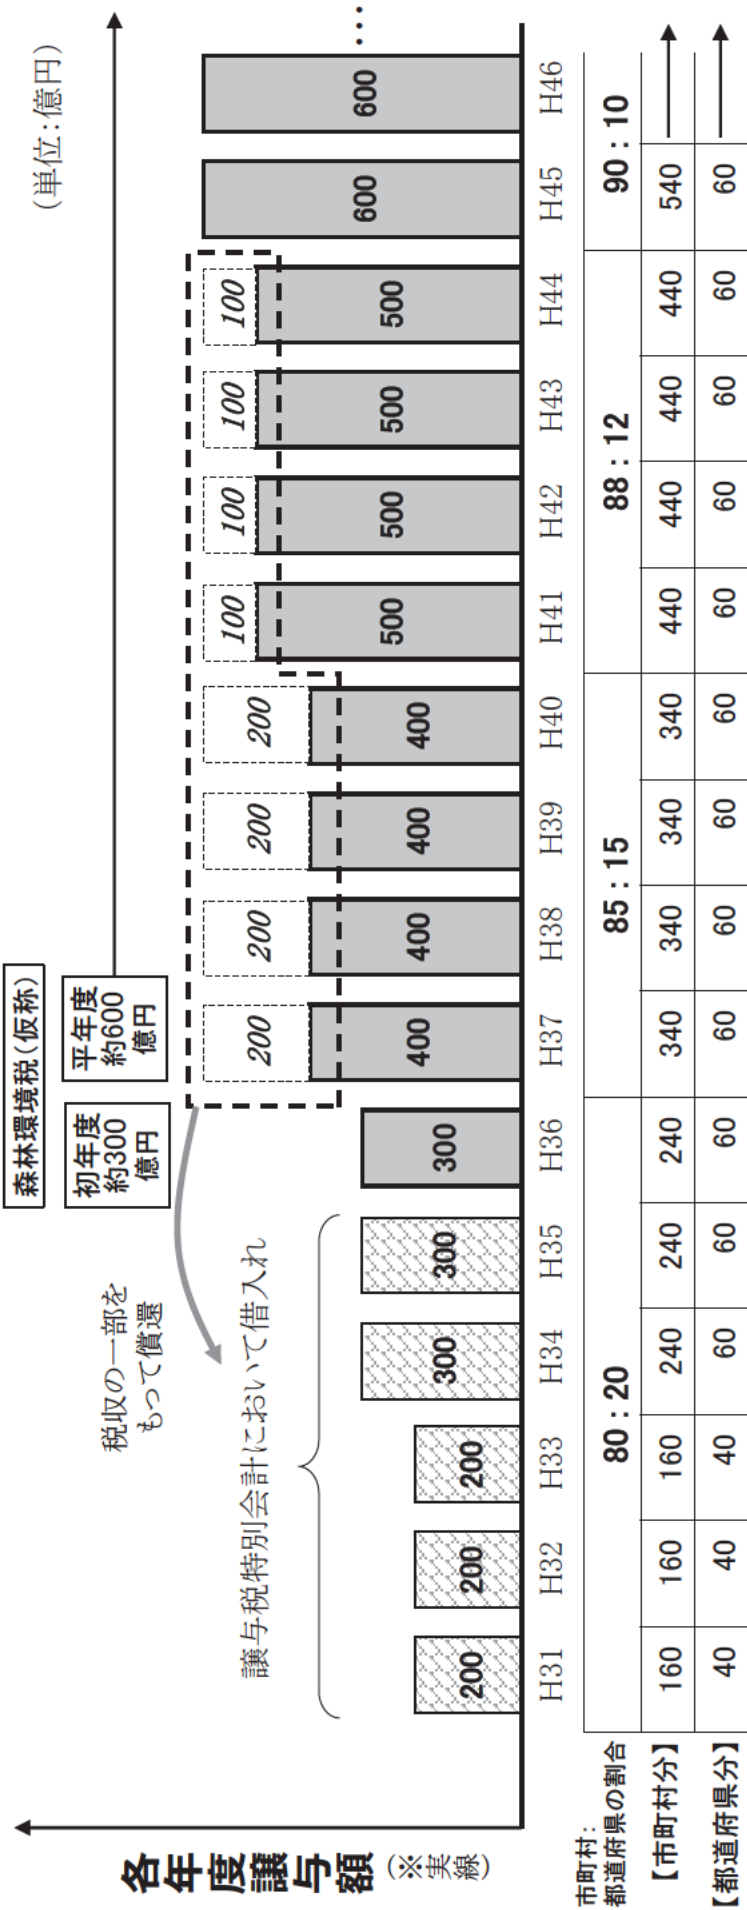 森林環境税(仮称)
初年度
約300
億円
平年度
約600
億円
(単位:億円)
税収の一部を
もって償還
譲与税特別会計において借入れ
各年度譲与額
(※実線)
200
200
200
300
300
300
200
400
200
400
200
400
200
400
100
500
100
500
100
500
100
500
600
600
....
H31 H32 H33 H34 H35 H36 H37 H38 H39 H40 H41 H42 H43 H44 H45 H46
市町村:
都道府県の割合
80:20 85:15 88:12 90:10
【市町村分】 160 160 160 240 240 240 340 340 340 340 440 440 440 440 540
【都道府県分】 40 40 40 60 60 60 60 60 60 60 60 60 60 60 60